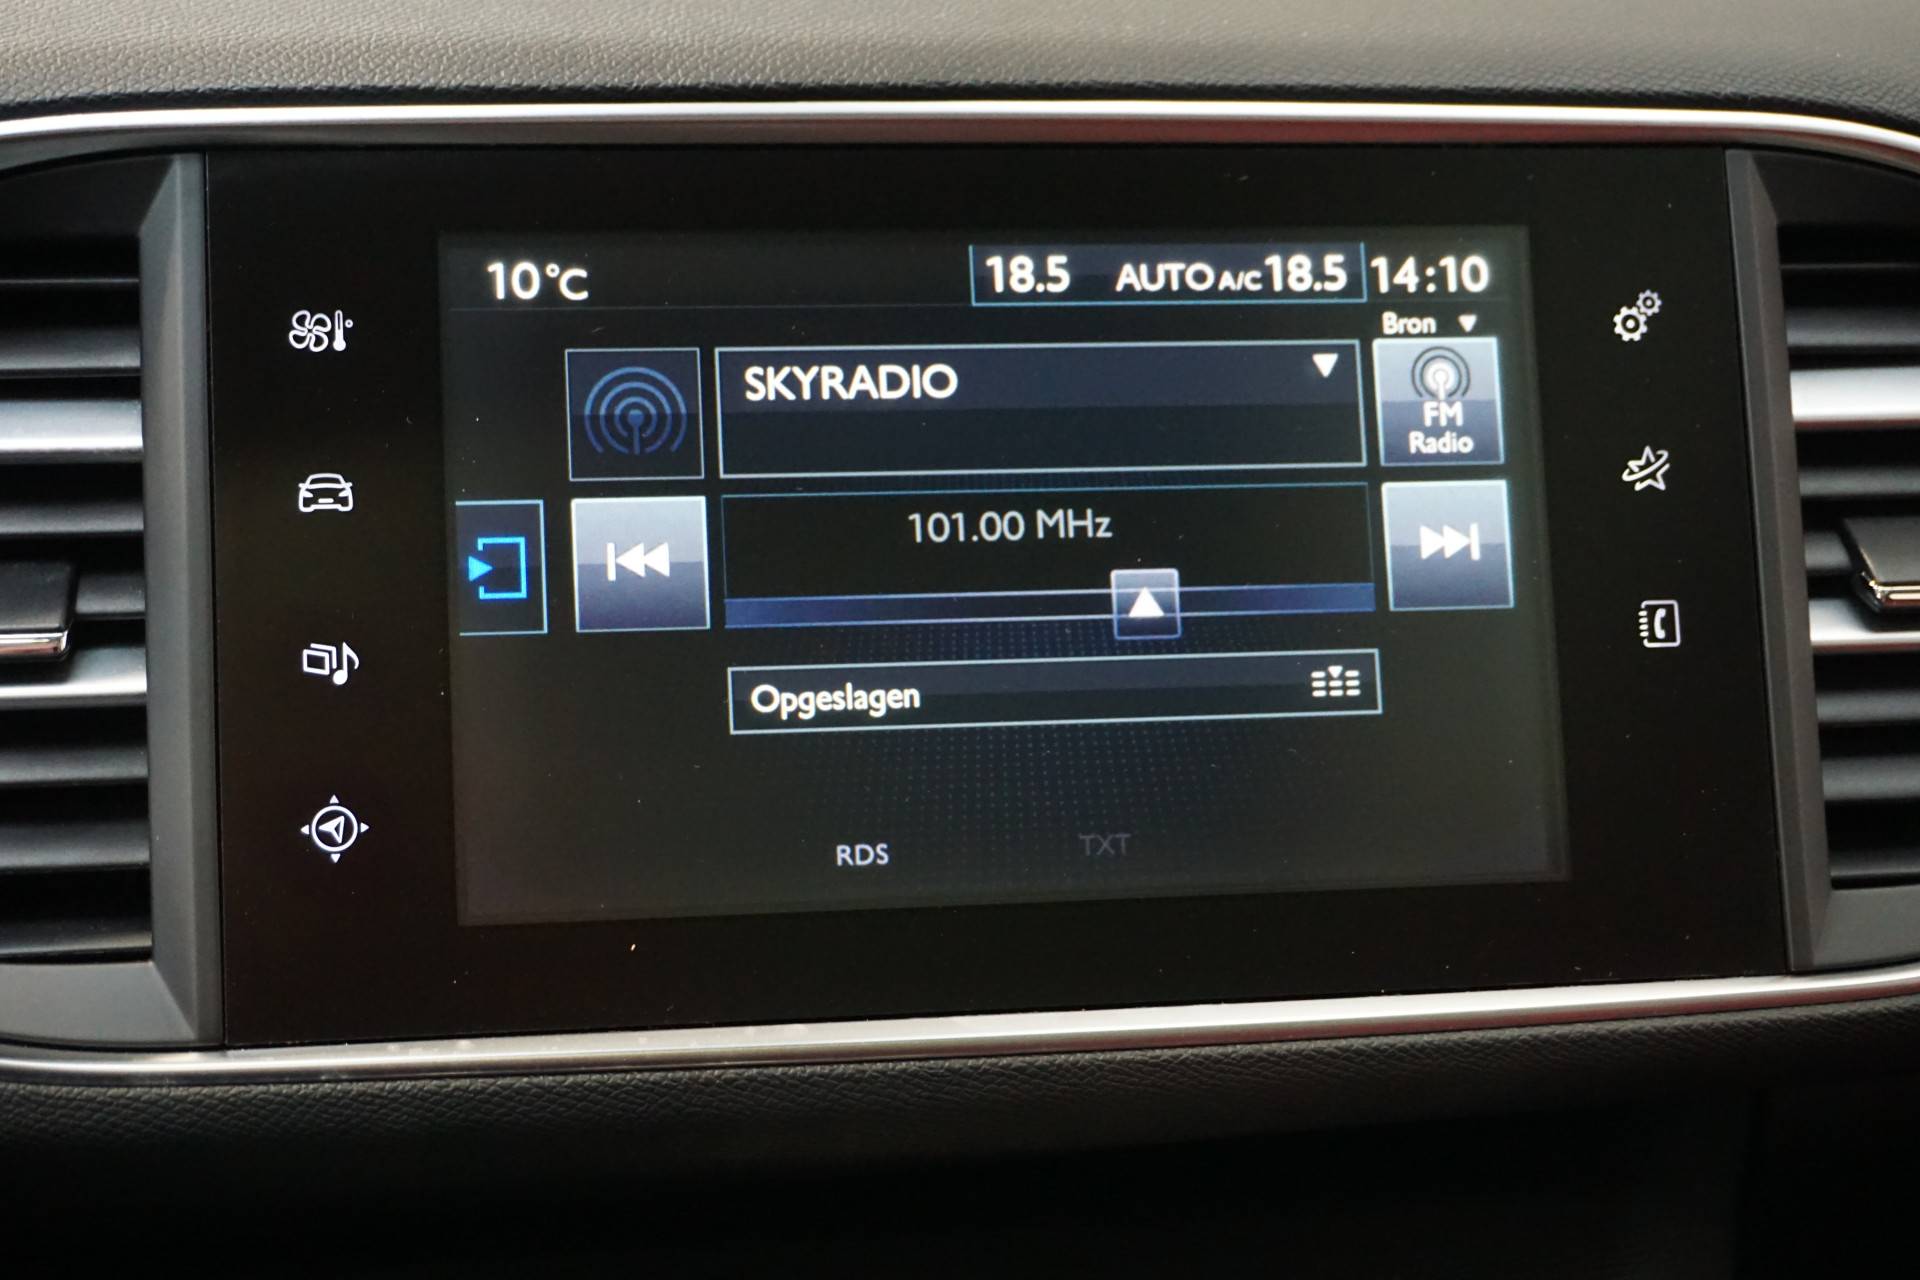 10°C 18.5 AUTO A/C 18.5 14:10
Bron
SKYRADIO
FM
Radio
101.00 MHz
Opgeslagen
RDS TXT